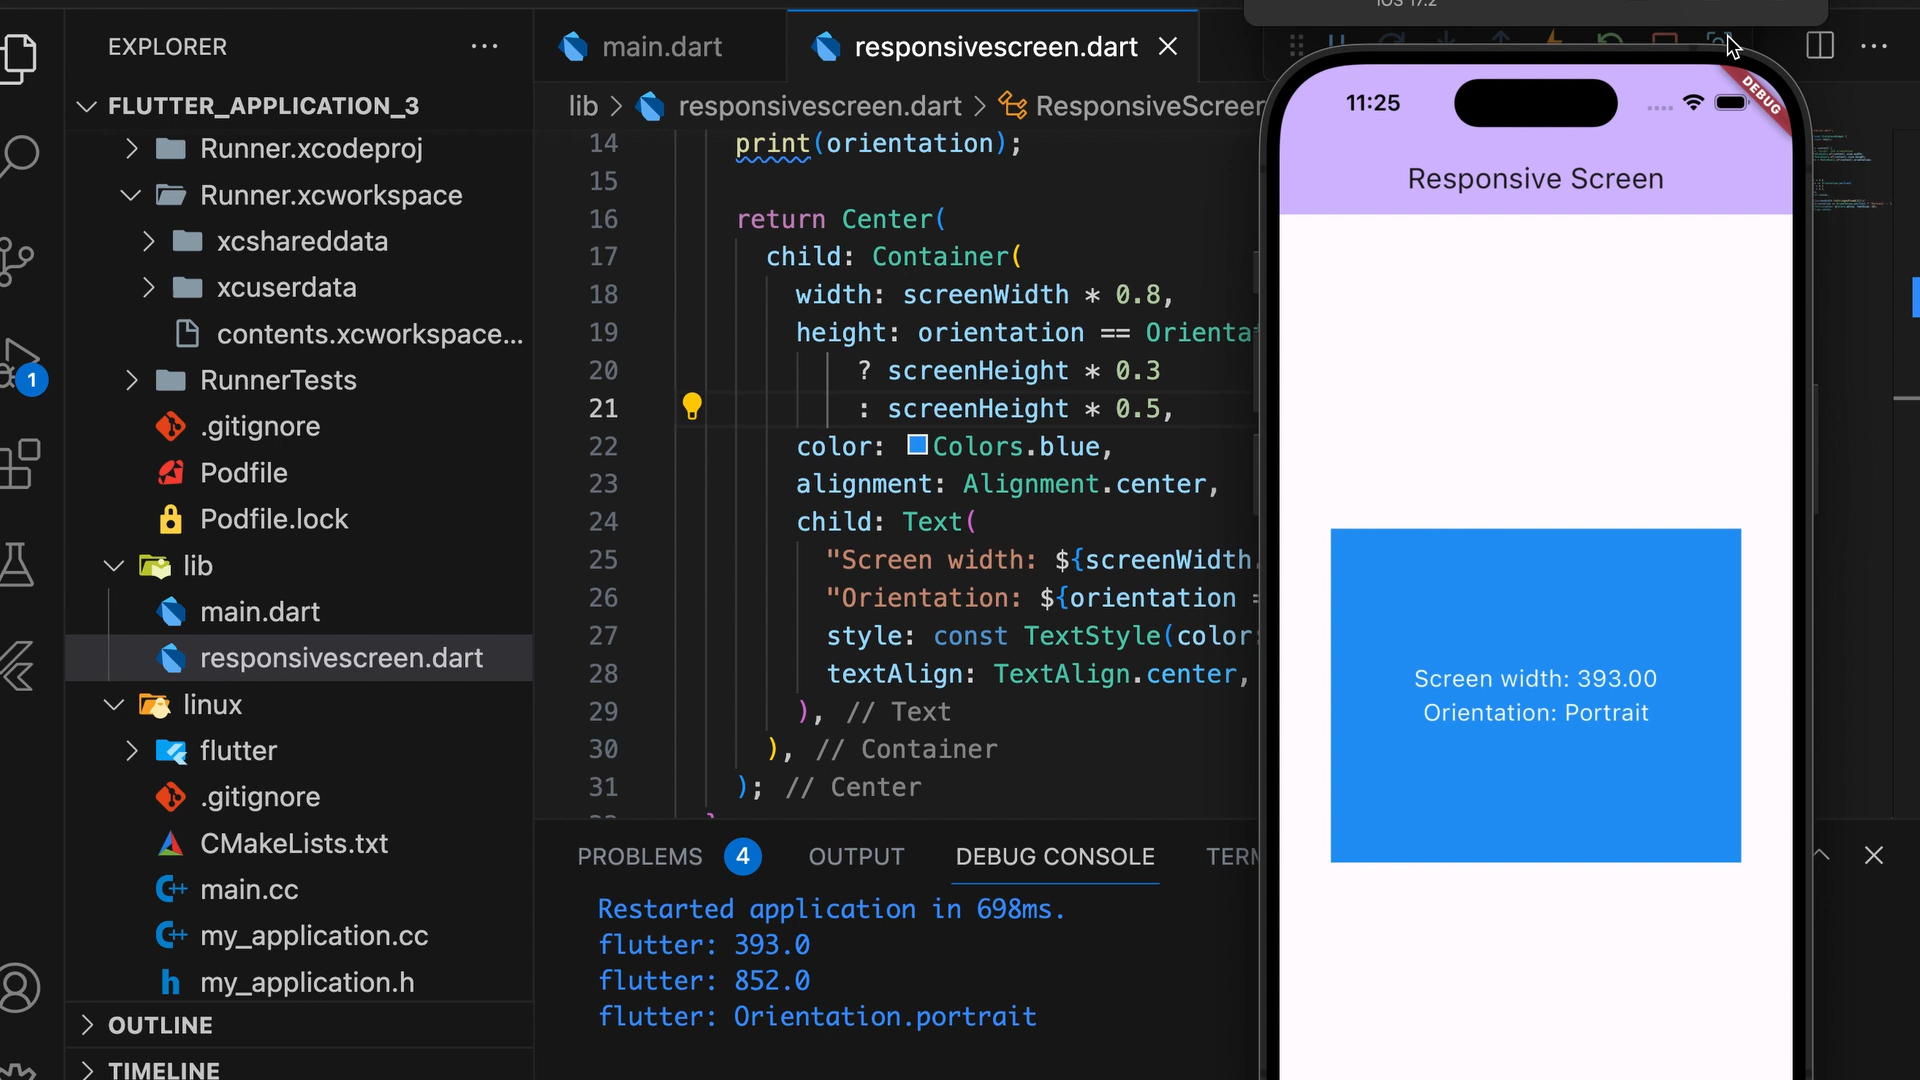 iOS 17.2
EXPLORER
main.dart
responsivescreen.dart
FLUTTER_APPLICATION_3
Runner.xcodeproj
Runner.xcworkspace
xcshareddata
xcuserdata
contents.xcworkspace...
RunnerTests
.gitignore
Podfile
Podfile.lock
lib
main.dart
responsivescreen.dart
linux
flutter
.gitignore
CMakeLists.txt
main.cc
my_application.cc
my_application.h
OUTLINE
TIMELINE
1
lib > responsivescreen.dart > ResponsiveScreen
14 print(orientation);
15
16 return Center(
17 child: Container(
18 width: screenWidth * 0.8,
19 height: orientation == Orienta
20 ? screenHeight * 0.3
21 : screenHeight * 0.5,
22 color: Colors.blue,
23 alignment: Alignment.center,
24 child: Text(
25 "Screen width: ${screenWidth.
26 "Orientation: ${orientation =
27 style: const TextStyle(color:
28 textAlign: TextAlign.center,
29 ), // Text
30 ), // Container
31 ); // Center
PROBLEMS 4 OUTPUT DEBUG CONSOLE TERM
Restarted application in 698ms.
flutter: 393.0
flutter: 852.0
flutter: Orientation.portrait
11:25
DEBUG
Responsive Screen
Screen width: 393.00
Orientation: Portrait